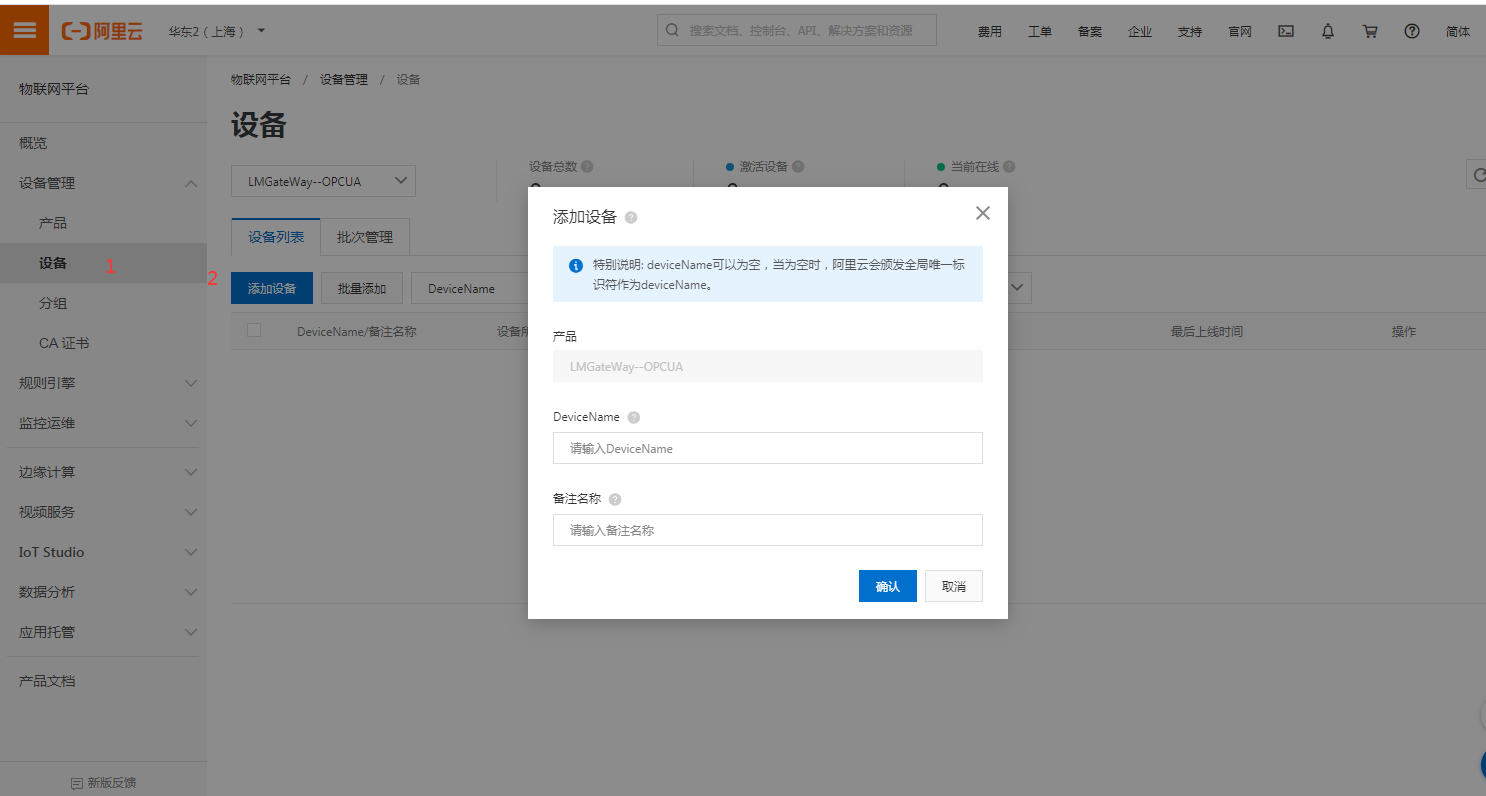 阿里云
华东2（上海）
搜索文档、控制台、API、解决方案和资源
费用
工单
备案
企业
支持
官网
简体
物联网平台
概览
设备管理
产品
设备
1
分组
CA 证书
规则引擎
监控运维
边缘计算
视频服务
IoT Studio
数据分析
应用托管
产品文档
新版反馈
物联网平台 / 设备管理 / 设备
设备
LMGateWay--OPCUA
设备总数
激活设备
当前在线
设备列表
批次管理
2
添加设备
批量添加
DeviceName
DeviceName/备注名称
最后上线时间
操作
添加设备
特别说明: deviceName可以为空，当为空时，阿里云会颁发全局唯一标
识符作为deviceName。
产品
LMGateWay--OPCUA
DeviceName
请输入DeviceName
备注名称
请输入备注名称
确认
取消